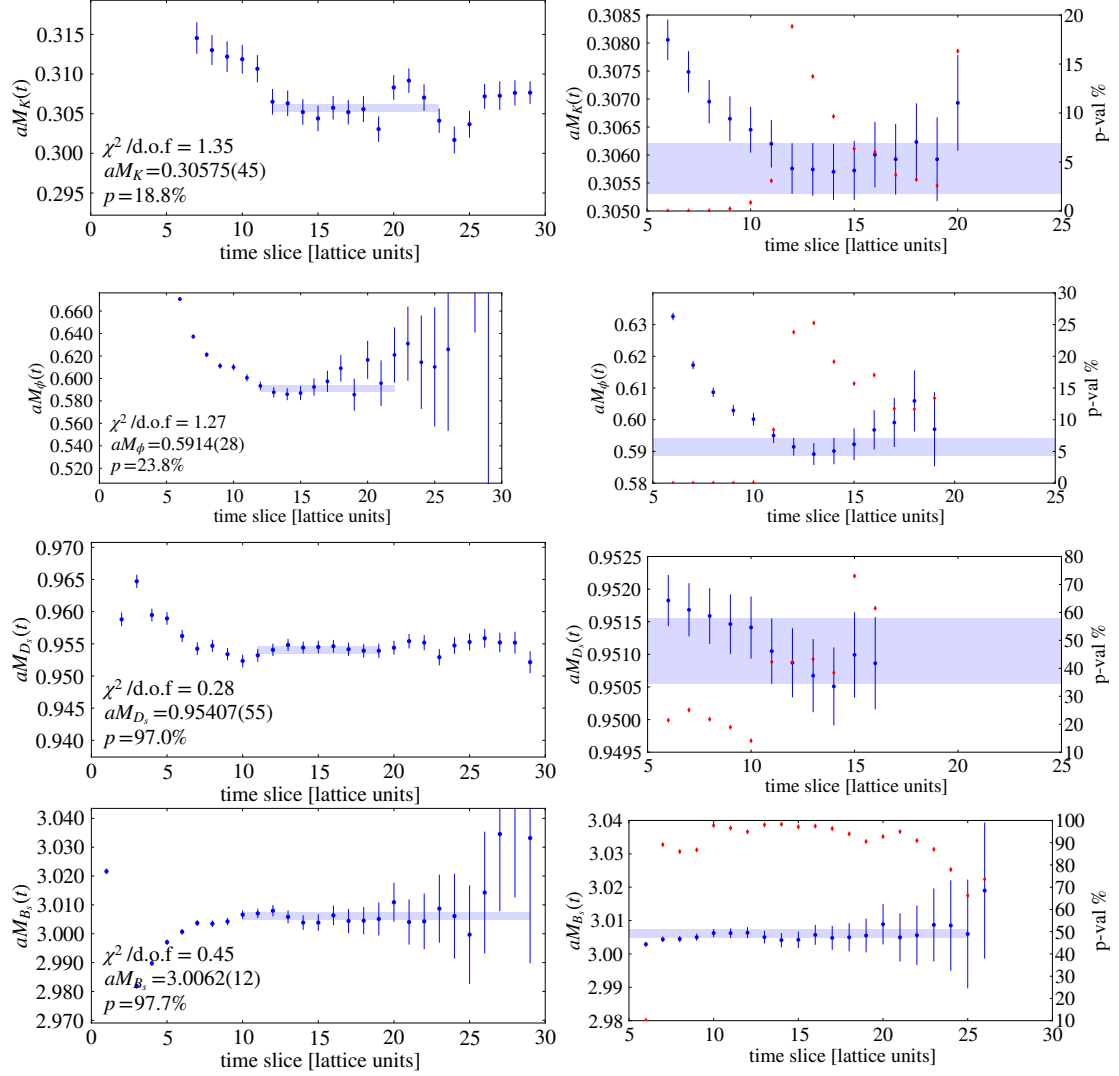 0.315
0.310
0.305
0.300
0.295
aM_K(t)
χ² /d.o.f = 1.35
aM_K = 0.30575(45)
p = 18.8%
0 5 10 15 20 25 30
time slice [lattice units]
0.3085
0.3080
0.3075
0.3070
0.3065
0.3060
0.3055
0.3050
aM_K(t)
20
15
10
5
0
p-val %
5 10 15 20 25
time slice [lattice units]
0.660
0.640
0.620
0.600
0.580
0.560
0.540
0.520
aM_ϕ(t)
χ² /d.o.f = 1.27
aM_ϕ =0.5914(28)
p =23.8%
0 5 10 15 20 25 30
time slice [lattice units]
0.63
0.62
0.61
0.60
0.59
0.58
aM_ϕ(t)
30
25
20
15
10
5
0
p-val %
5 10 15 20 25
time slice [lattice units]
0.970
0.965
0.960
0.955
0.950
0.945
0.940
aM_{D_s}(t)
χ² /d.o.f = 0.28
aM_{D_s} = 0.95407(55)
p =97.0%
0 5 10 15 20 25 30
time slice [lattice units]
0.9525
0.9520
0.9515
0.9510
0.9505
0.9500
0.9495
aM_{D_s}(t)
80
70
60
50
40
30
20
10
p-val %
5 10 15 20 25
time slice [lattice units]
3.040
3.030
3.020
3.010
3.000
2.990
2.980
2.970
aM_{B_s}(t)
χ² /d.o.f = 0.45
aM_{B_s} =3.0062(12)
p =97.7%
0 5 10 15 20 25 30
time slice [lattice units]
3.04
3.03
3.02
3.01
3.00
2.99
2.98
aM_{B_s}(t)
100
90
80
70
60
50
40
30
20
10
p-val %
5 10 15 20 25 30
time slice [lattice units]